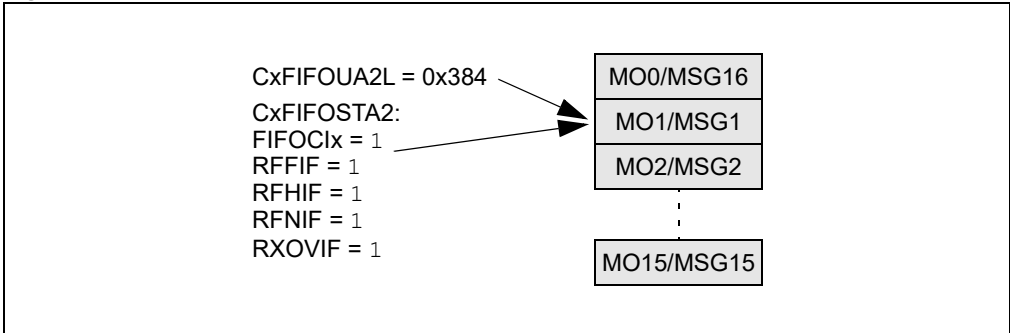 CxFIFOUA2L = 0x384
CxFIFOSTA2:
FIFOCIx = 1
RFFIF = 1
RFHIF = 1
RFNIF = 1
RXOVIF = 1
MO0/MSG16
MO1/MSG1
MO2/MSG2
MO15/MSG15